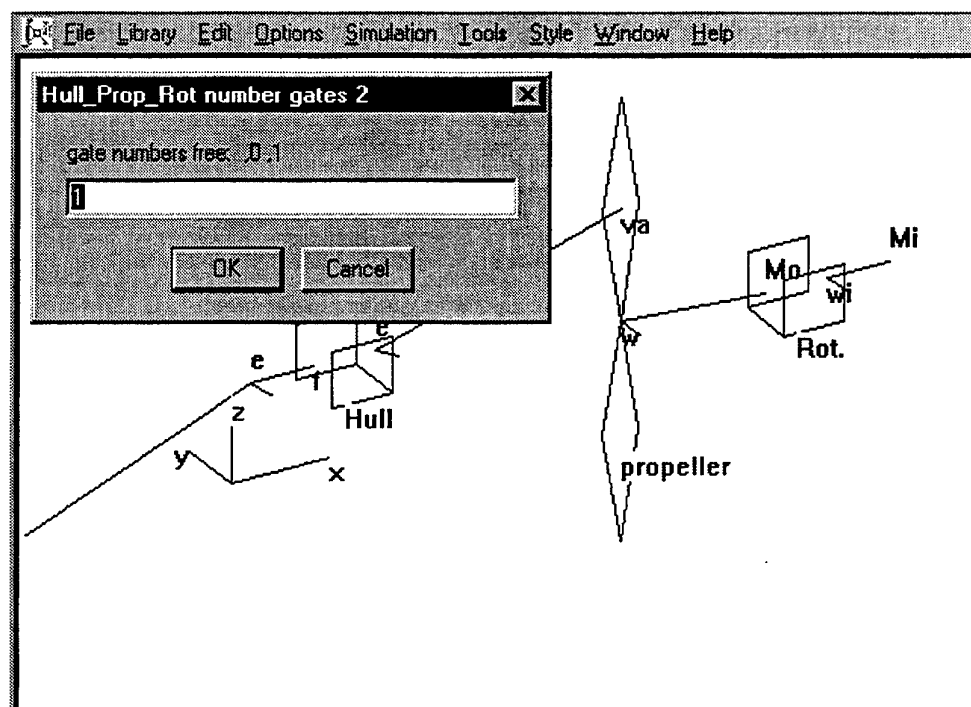 File Library Edit Options Simulation Tools Style Window Help
Hull_Prop_Rot number gates 2
gate numbers free: ,0 ,1
1
OK Cancel
va
Mi
Mo
wi
w
Rot.
e
e
f
Hull
z
y
x
propeller